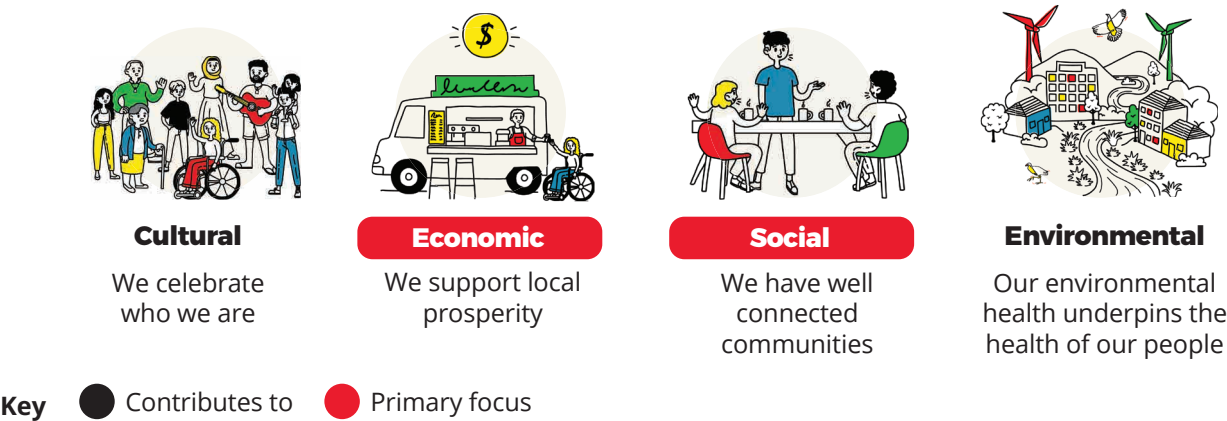 $
Cultural
We celebrate
who we are
Economic
We support local
prosperity
Social
We have well
connected
communities
Environmental
Our environmental
health underpins the
health of our people
Key
Contributes to
Primary focus